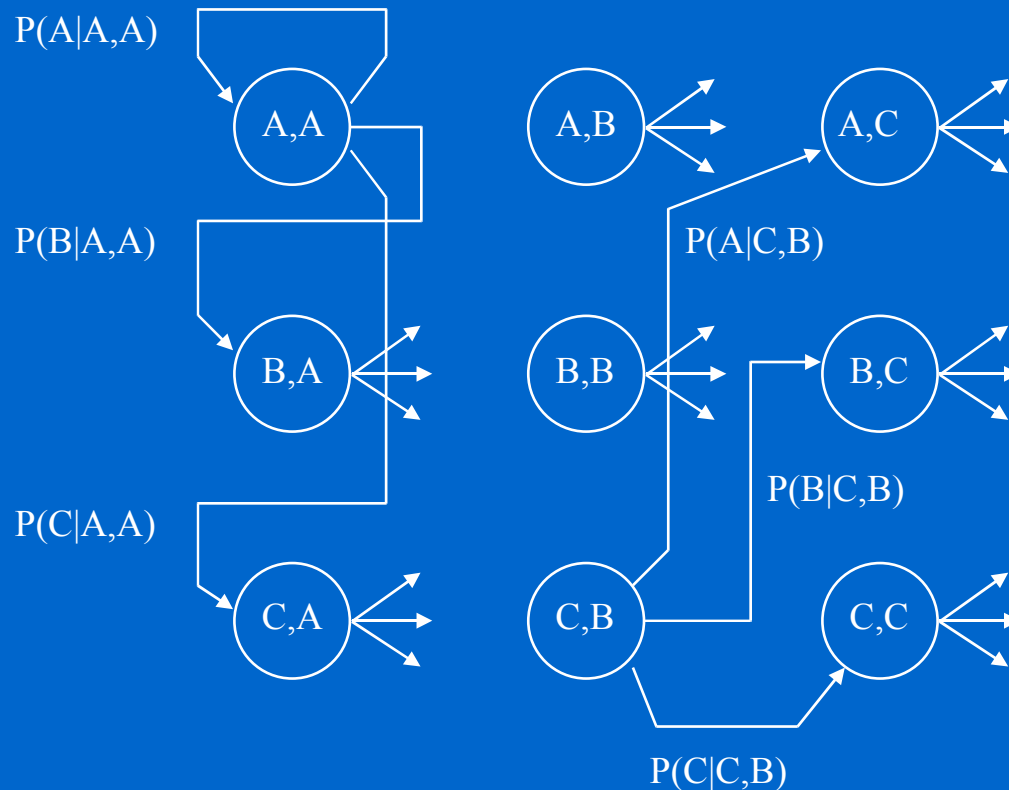 P(A|A,A)
A,A
A,B
A,C
P(B|A,A)
P(A|C,B)
B,A
B,B
B,C
P(B|C,B)
P(C|A,A)
C,A
C,B
C,C
P(C|C,B)